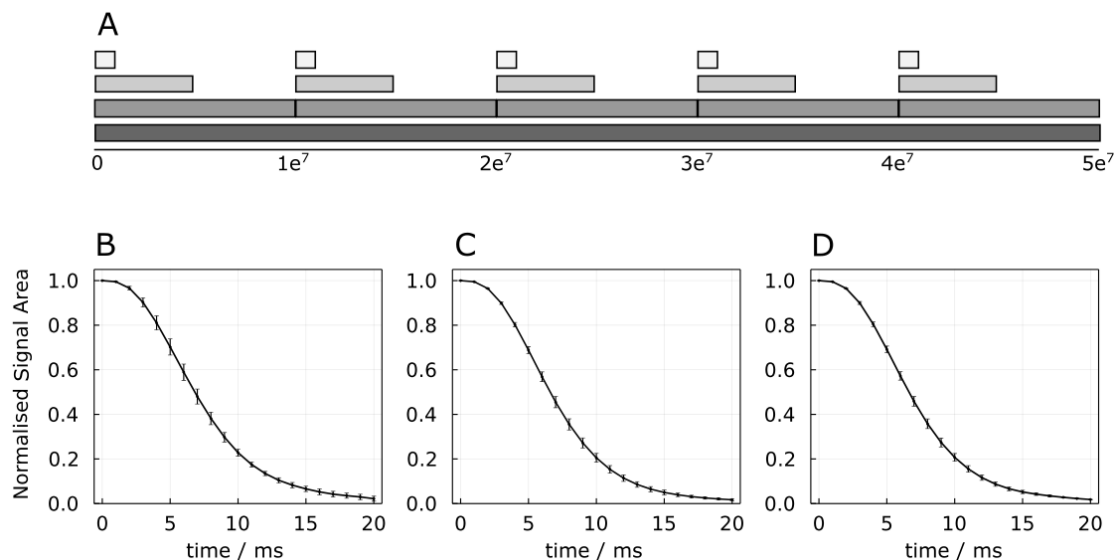 A
0 1e⁷ 2e⁷ 3e⁷ 4e⁷ 5e⁷
B C D
Normalised Signal Area
1.0 1.0 1.0
0.8 0.8 0.8
0.6 0.6 0.6
0.4 0.4 0.4
0.2 0.2 0.2
0.0 0.0 0.0
0 5 10 15 20 0 5 10 15 20 0 5 10 15 20
time / ms time / ms time / ms